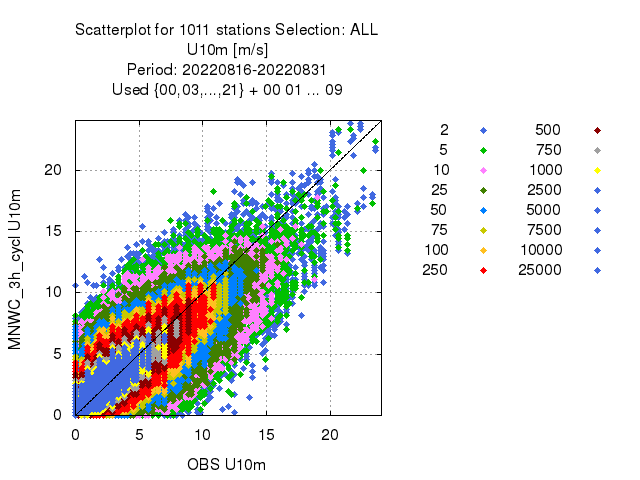 Scatterplot for 1011 stations Selection: ALL
U10m [m/s]
Period: 20220816-20220831
Used {00,03,...,21} + 00 01 ... 09
MNWC_3h_cycl U10m
20
15
10
5
0
0 5 10 15 20
OBS U10m
2 500
5 750
10 1000
25 2500
50 5000
75 7500
100 10000
250 25000